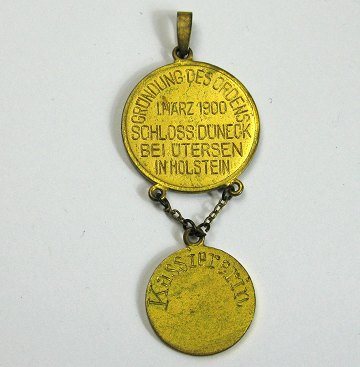 GRÜNDUNG DES ORDENS
1.MÄRZ 1900
SCHLOSS DÜNECK
BEI ÜTERSEN
IN HOLSTEIN
Kassiererin